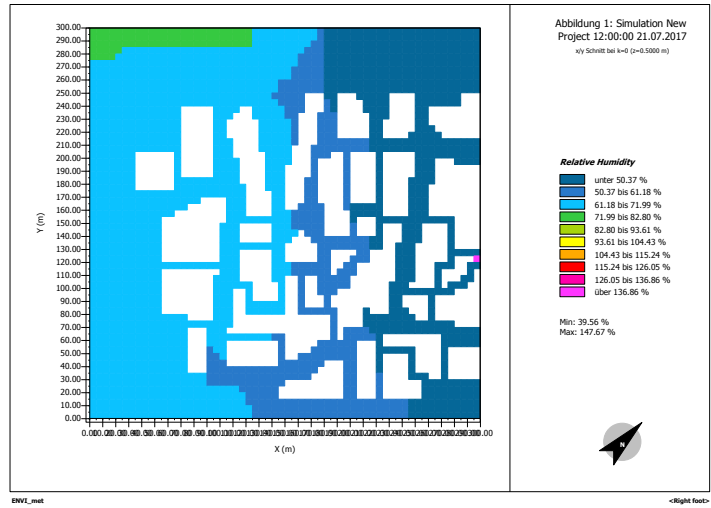 Abbildung 1: Simulation New
Project 12:00:00 21.07.2017
x/y Schnitt bei k=0 (z=0.5000 m)
300.00
290.00
280.00
270.00
260.00
250.00
240.00
230.00
220.00
210.00
200.00
190.00
180.00
170.00
160.00
150.00
140.00
130.00
120.00
110.00
100.00
90.00
80.00
70.00
60.00
50.00
40.00
30.00
20.00
10.00
0.00
Y (m)
X (m)
Relative Humidity
unter 50.37 %
50.37 bis 61.18 %
61.18 bis 71.99 %
71.99 bis 82.80 %
82.80 bis 93.61 %
93.61 bis 104.43 %
104.43 bis 115.24 %
115.24 bis 126.05 %
126.05 bis 136.86 %
über 136.86 %
Min: 39.56 %
Max: 147.67 %
N
ENVI_met
<Right foot>